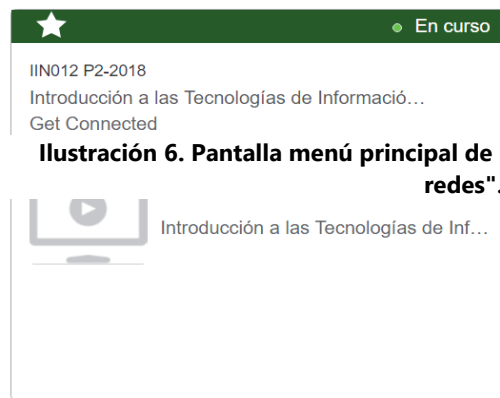 En curso
IIN012 P2-2018
Introducción a las Tecnologías de Informació…
Get Connected
Ilustración 6. Pantalla menú principal de
redes".
Introducción a las Tecnologías de Inf…